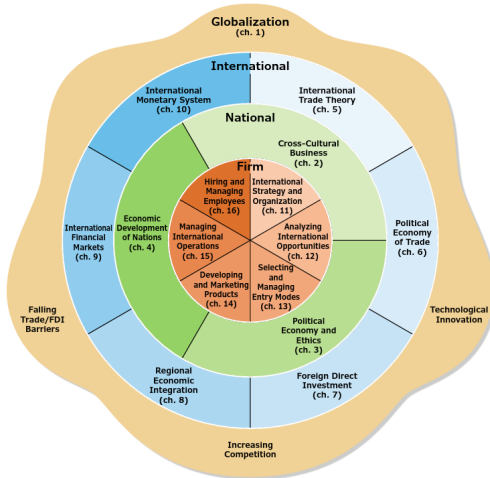 Globalization
(ch. 1)
International
International
Monetary System
(ch. 10)
International
Trade Theory
(ch. 5)
National
Cross-Cultural
Business
(ch. 2)
Firm
Hiring and
Managing
Employees
(ch. 16)
International
Strategy and
Organization
(ch. 11)
International
Financial
Markets
(ch. 9)
Economic
Development
of Nations
(ch. 4)
Managing
International
Operations
(ch. 15)
Analyzing
International
Opportunities
(ch. 12)
Political
Economy
of Trade
(ch. 6)
Developing
and Marketing
Products
(ch. 14)
Selecting
and
Managing
Entry Modes
(ch. 13)
Falling
Trade/FDI
Barriers
Technological
Innovation
Political
Economy and
Ethics
(ch. 3)
Regional
Economic
Integration
(ch. 8)
Foreign Direct
Investment
(ch. 7)
Increasing
Competition